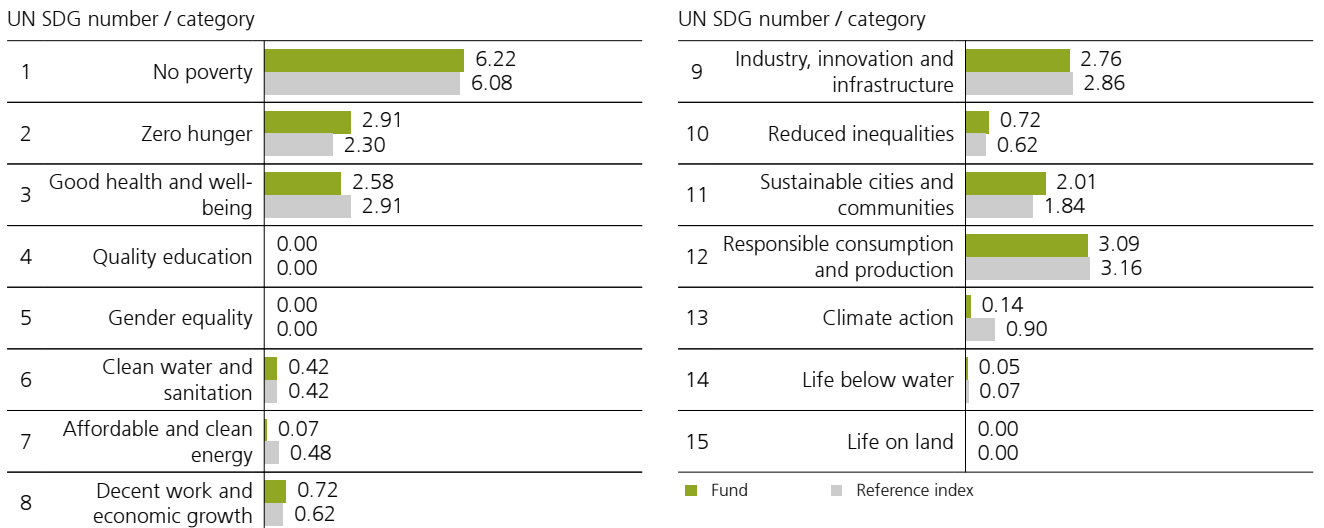 UN SDG number / category
1 No poverty 6.22
6.08
2 Zero hunger 2.91
2.30
3 Good health and well-
being 2.58
2.91
4 Quality education 0.00
0.00
5 Gender equality 0.00
0.00
6 Clean water and
sanitation 0.42
0.42
7 Affordable and clean
energy 0.07
0.48
8 Decent work and
economic growth 0.72
0.62
UN SDG number / category
9 Industry, innovation and
infrastructure 2.76
2.86
10 Reduced inequalities 0.72
0.62
11 Sustainable cities and
communities 2.01
1.84
12 Responsible consumption
and production 3.09
3.16
13 Climate action 0.14
0.90
14 Life below water 0.05
0.07
15 Life on land 0.00
0.00
Fund Reference index